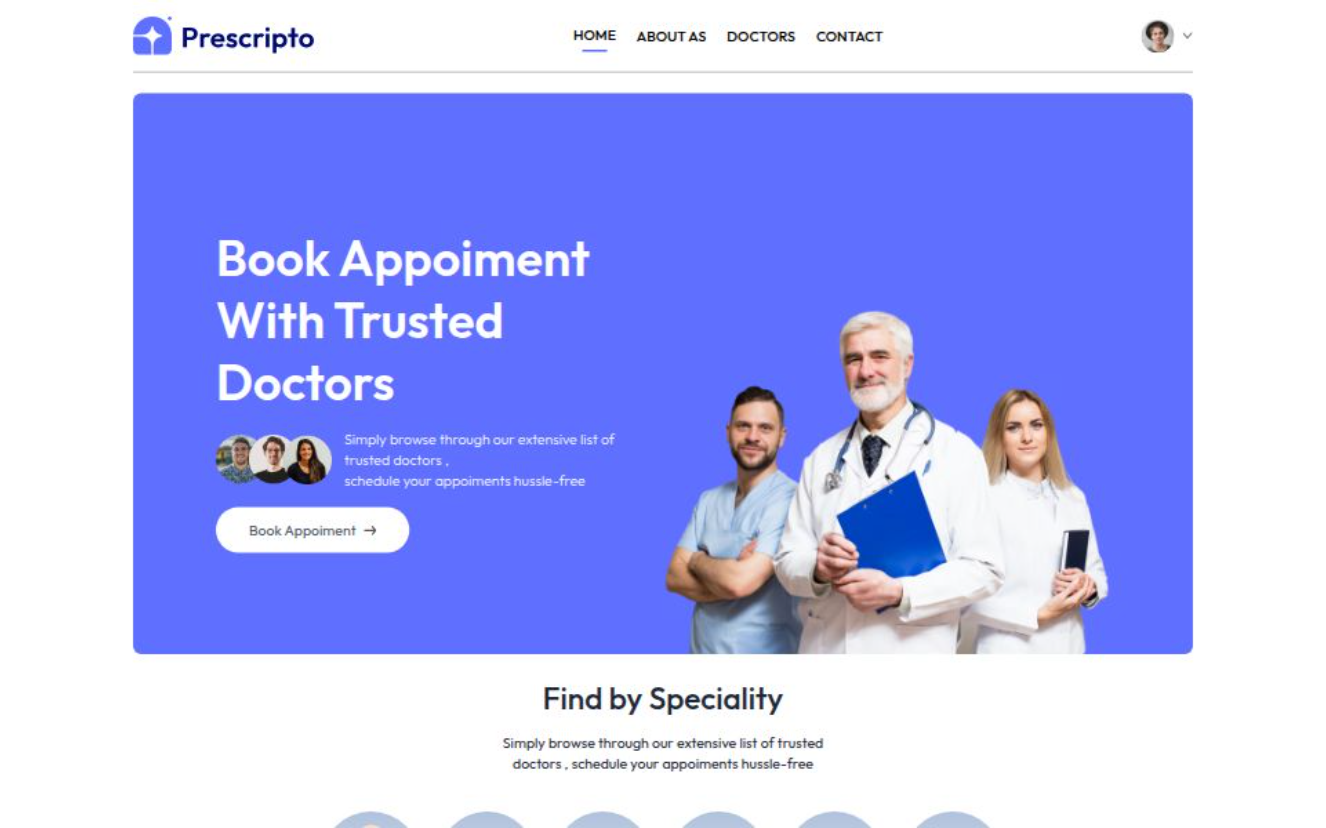 Prescripto
HOME
ABOUT AS
DOCTORS
CONTACT
Book Appoiment
With Trusted
Doctors
Simply browse through our extensive list of
trusted doctors ,
schedule your appoiments hussle-free
Book Appoiment →
Find by Speciality
Simply browse through our extensive list of trusted
doctors , schedule your appoiments hussle-free